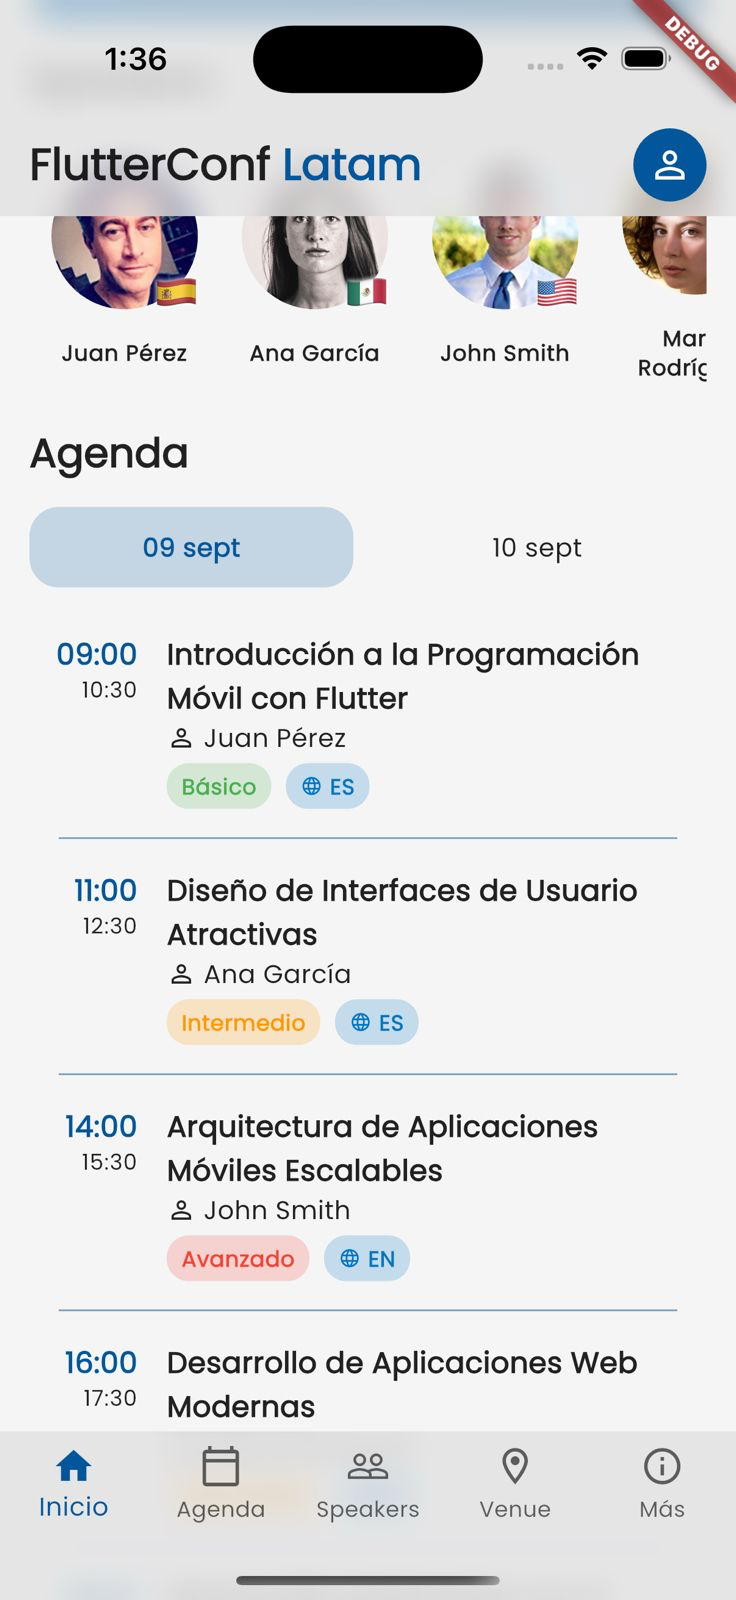 1:36
DEBUG
FlutterConf Latam
Juan Pérez
Ana García
John Smith
Mar
Rodríg
Agenda
09 sept
10 sept
09:00
10:30
Introducción a la Programación
Móvil con Flutter
Juan Pérez
Básico
ES
11:00
12:30
Diseño de Interfaces de Usuario
Atractivas
Ana García
Intermedio
ES
14:00
15:30
Arquitectura de Aplicaciones
Móviles Escalables
John Smith
Avanzado
EN
16:00
17:30
Desarrollo de Aplicaciones Web
Modernas
Inicio
Agenda
Speakers
Venue
Más